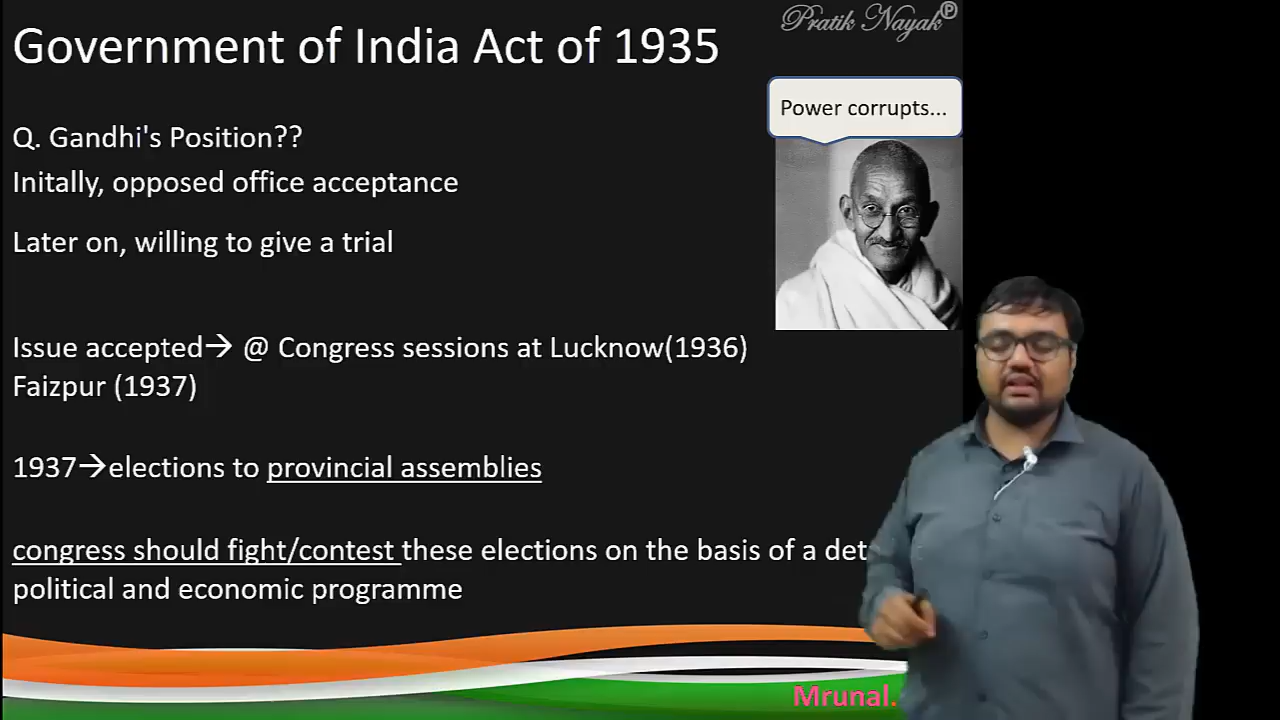 Pratik Nayak ℗
Government of India Act of 1935
Power corrupts...
Q. Gandhi's Position??
Initally, opposed office acceptance
Later on, willing to give a trial
Issue accepted→ @ Congress sessions at Lucknow(1936)
Faizpur (1937)
1937→elections to provincial assemblies
congress should fight/contest these elections on the basis of a
political and economic programme
Mrunal.